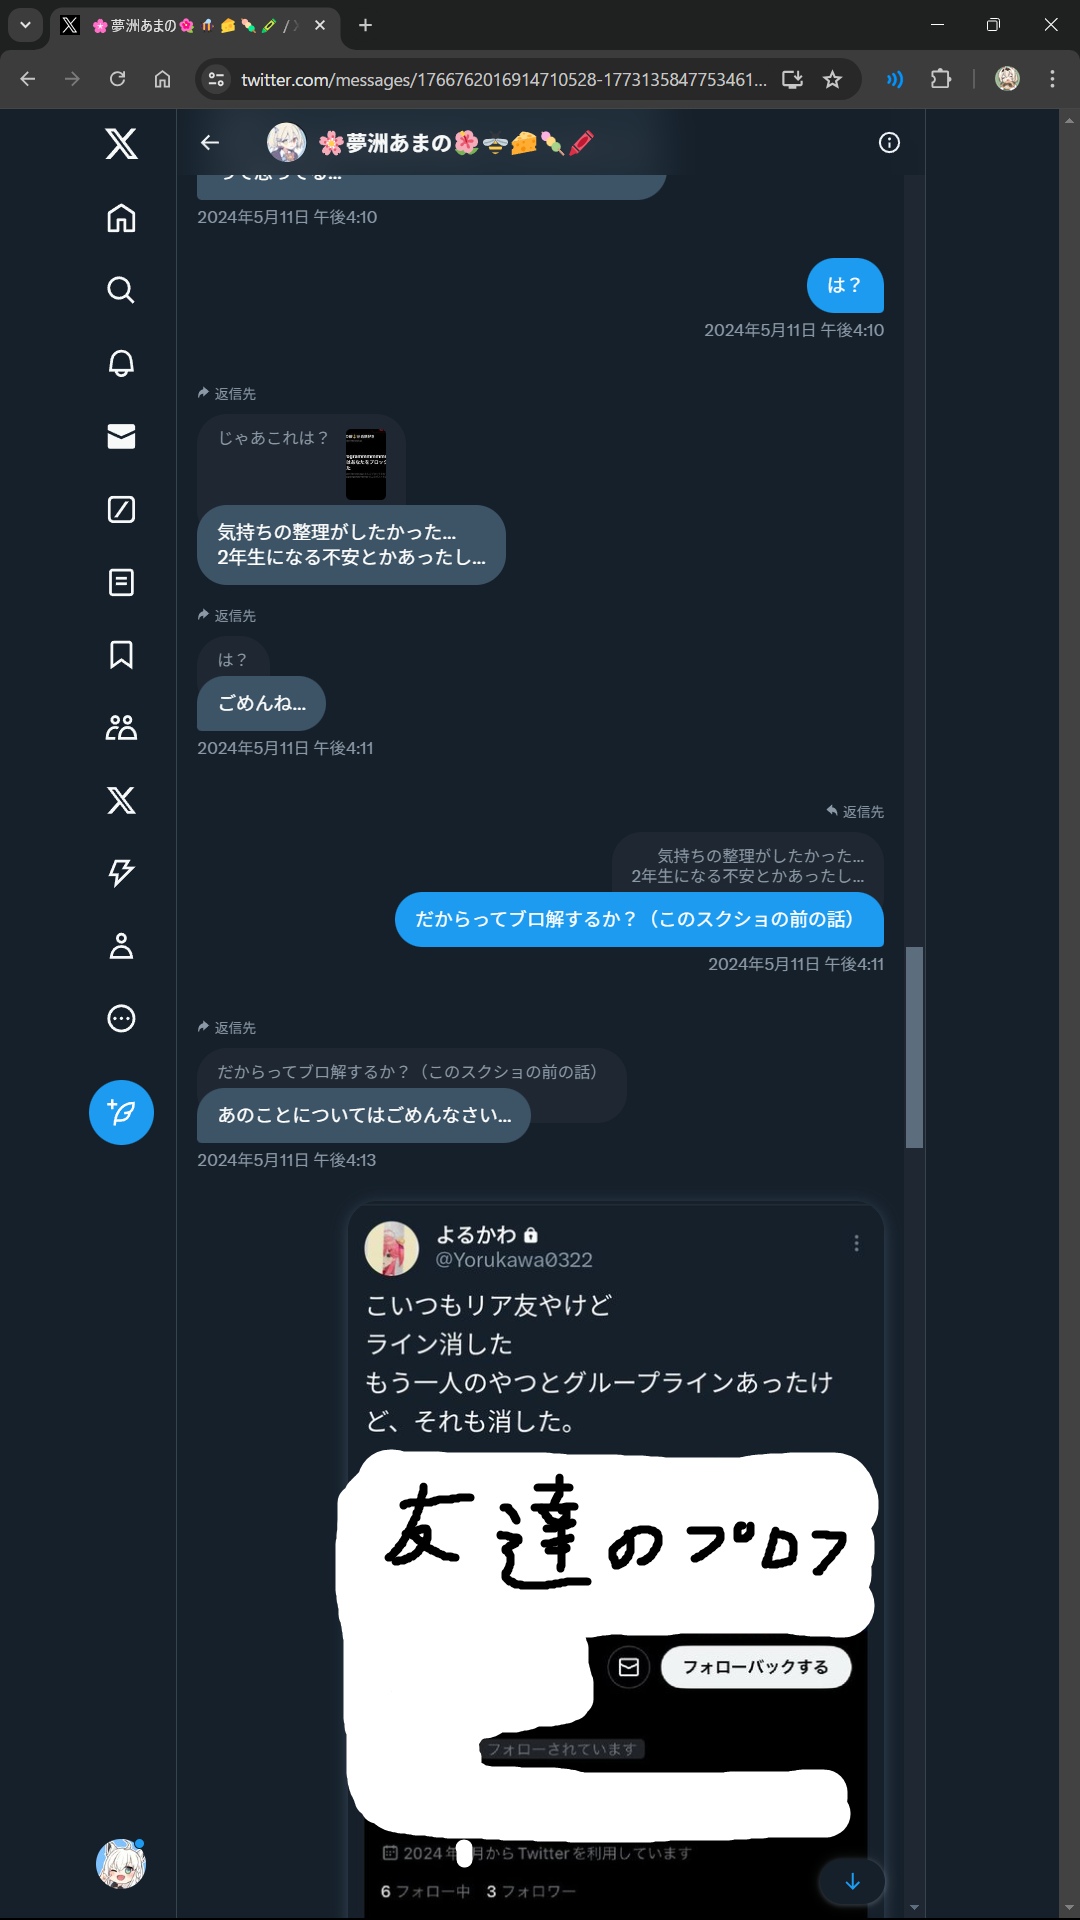 🌸夢洲あまの🌺🐝🧀🍡🖍 /
twitter.com/messages/1766762016914710528-1773135847753461...
🌸夢洲あまの🌺🐝🧀🍡🖍
って思ってる...
2024年5月11日 午後4:10
は？
2024年5月11日 午後4:10
返信先
じゃあこれは？
気持ちの整理がしたかった...
2年生になる不安とかあったし...
返信先
は？
ごめんね...
2024年5月11日 午後4:11
返信先
気持ちの整理がしたかった...
2年生になる不安とかあったし...
だからってブロ解するか？（このスクショの前の話）
2024年5月11日 午後4:11
返信先
だからってブロ解するか？（このスクショの前の話）
あのことについてはごめんなさい...
2024年5月11日 午後4:13
よるかわ🔒
@Yorukawa0322
こいつもリア友やけど
ライン消した
もう一人のやつとグループラインあったけ
ど、それも消した。
友達のプロフ
フォローバックする
フォローされています
2024年 月からTwitterを利用しています
6 フォロー中 3 フォロワー